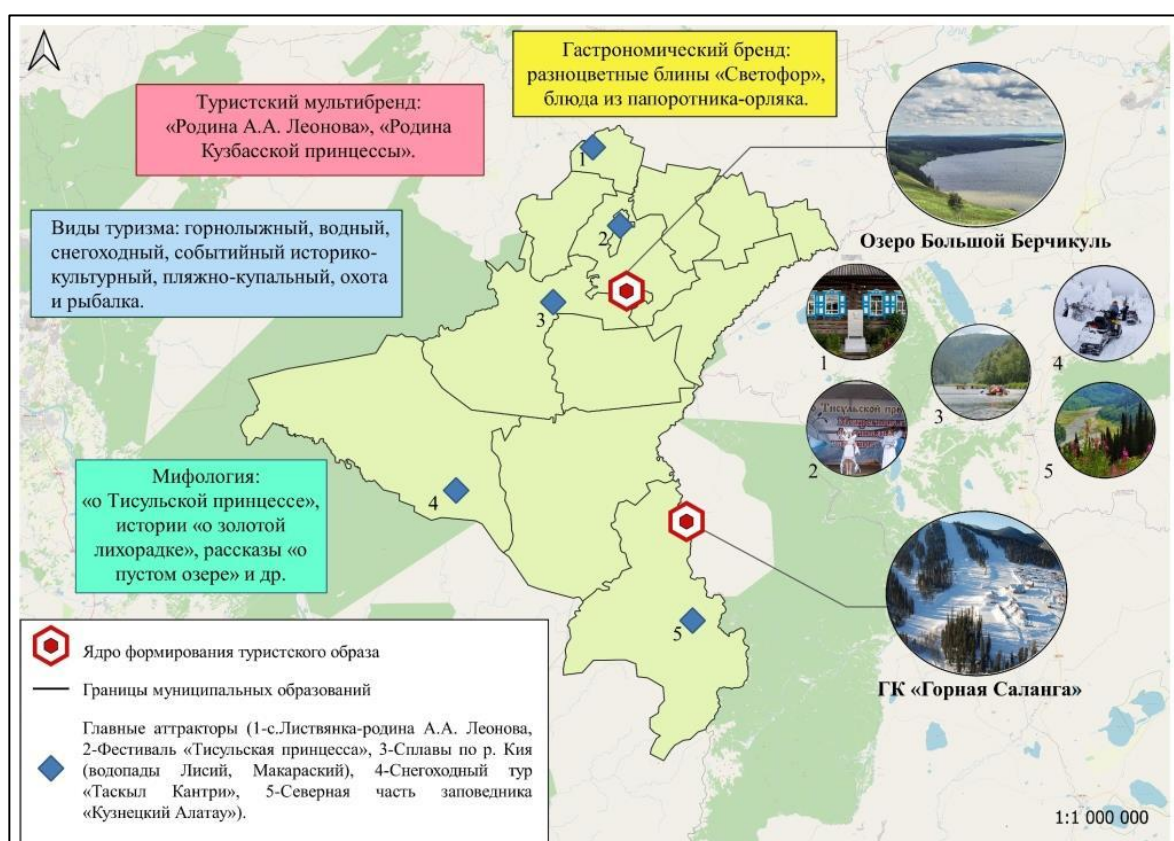 Гастрономический бренд:
разноцветные блины «Светофор»,
блюда из папоротника-орляка.
Туристский мультибренд:
«Родина А.А. Леонова», «Родина
Кузбасской принцессы».
Виды туризма: горнолыжный, водный,
снегоходный, событийный историко-
культурный, пляжно-купальный, охота
и рыбалка.
Мифология:
«о Тисульской принцессе»,
истории «о золотой
лихорадке», рассказы «о
пустом озере» и др.
1
2
3
4
5
Озеро Большой Берчикуль
1
2
о Тисульской при
3
4
5
ГК «Горная Саланга»
Ядро формирования туристского образа
Границы муниципальных образований
Главные аттракторы (1-с.Листвянка-родина А.А. Леонова,
2-Фестиваль «Тисульская принцесса», 3-Сплавы по р. Кия
(водопады Лисий, Макараский), 4-Снегоходный тур
«Таскыл Кантри», 5-Северная часть заповедника
«Кузнецкий Алатау»).
1:1 000 000